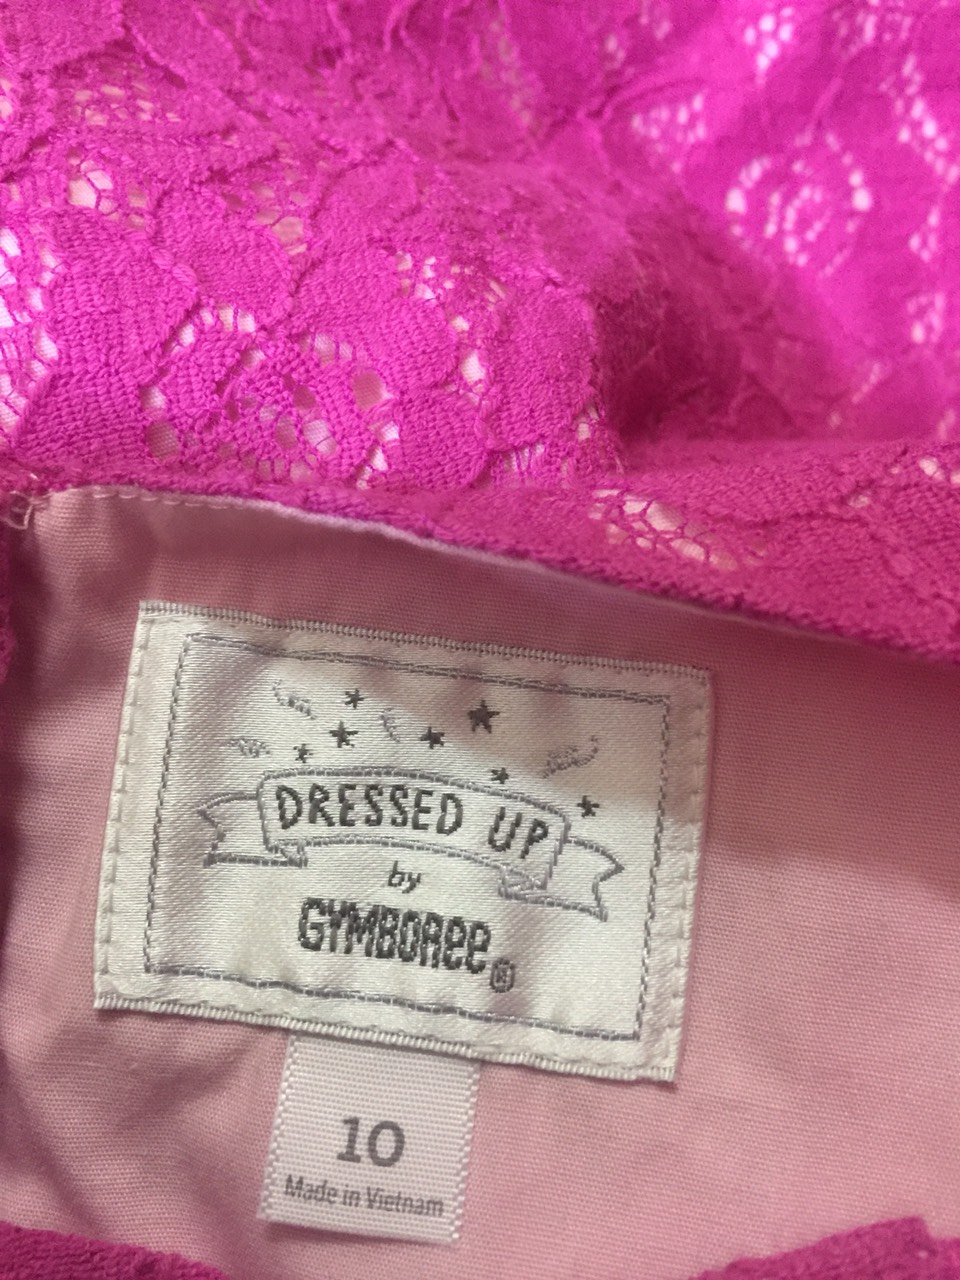 DRESSED UP
by
GYMBOREE®
10
Made in Vietnam